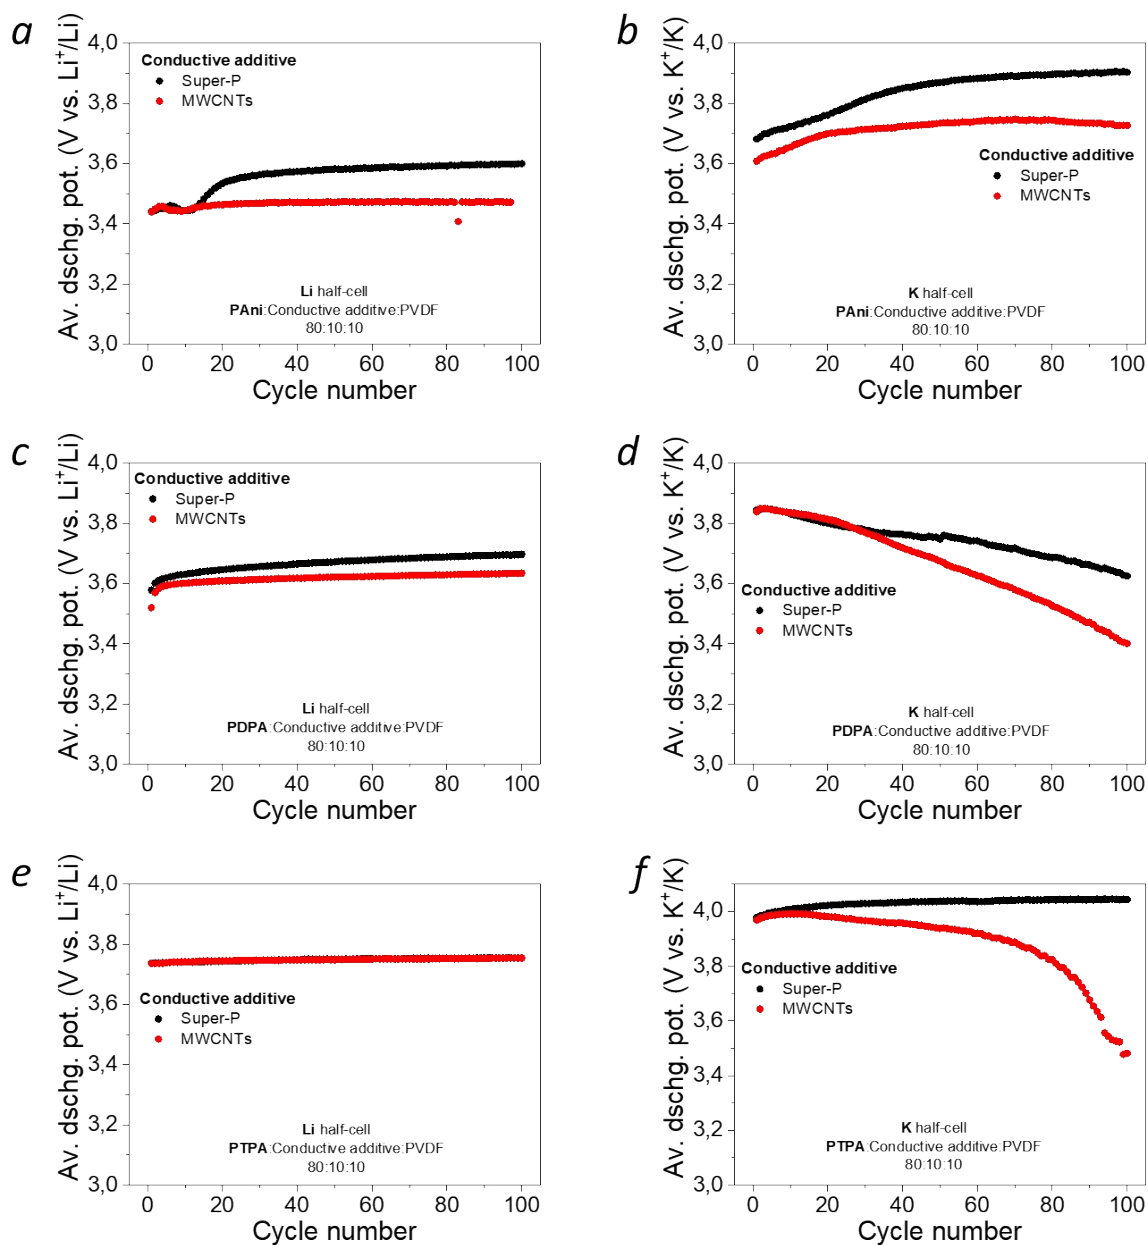 a
Av. dschg. pot. (V vs. Li⁺/Li)
4,0
3,8
3,6
3,4
3,2
3,0
Conductive additive
Super-P
MWCNTs
Li half-cell
PAni:Conductive additive:PVDF
80:10:10
0 20 40 60 80 100
Cycle number
b
Av. dschg. pot. (V vs. K⁺/K)
4,0
3,8
3,6
3,4
3,2
3,0
Conductive additive
Super-P
MWCNTs
K half-cell
PAni:Conductive additive:PVDF
80:10:10
0 20 40 60 80 100
Cycle number
c
Av. dschg. pot. (V vs. Li⁺/Li)
4,0
3,8
3,6
3,4
3,2
3,0
Conductive additive
Super-P
MWCNTs
Li half-cell
PDPA:Conductive additive:PVDF
80:10:10
0 20 40 60 80 100
Cycle number
d
Av. dschg. pot. (V vs. K⁺/K)
4,0
3,8
3,6
3,4
3,2
3,0
Conductive additive
Super-P
MWCNTs
K half-cell
PDPA:Conductive additive:PVDF
80:10:10
0 20 40 60 80 100
Cycle number
e
Av. dschg. pot. (V vs. Li⁺/Li)
4,0
3,8
3,6
3,4
3,2
3,0
Conductive additive
Super-P
MWCNTs
Li half-cell
PTPA:Conductive additive:PVDF
80:10:10
0 20 40 60 80 100
Cycle number
f
Av. dschg. pot. (V vs. K⁺/K)
4,0
3,8
3,6
3,4
3,2
3,0
Conductive additive
Super-P
MWCNTs
K half-cell
PTPA:Conductive additive:PVDF
80:10:10
0 20 40 60 80 100
Cycle number